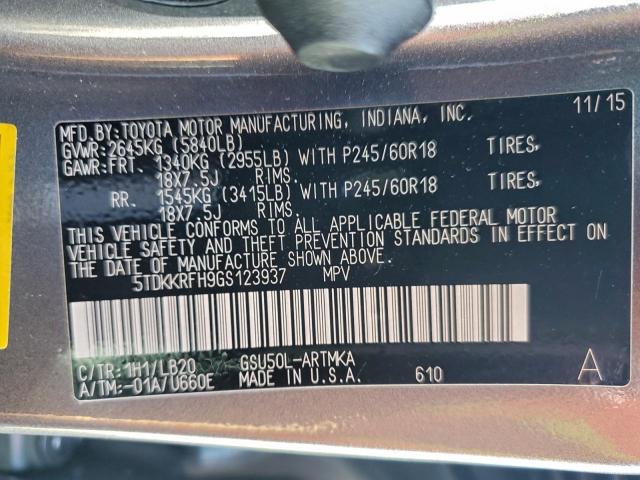 MFD.BY:TOYOTA MOTOR MANUFACTURING, INDIANA, INC. 11/15
GVWR:2645KG (5840LB)
GAWR:FRT. 1340KG (2955LB) WITH P245/60R18 TIRES,
18X7.5J RIMS.
RR. 1545KG (3415LB) WITH P245/60R18 TIRES,
18X7.5J RIMS.
THIS VEHICLE CONFORMS TO ALL APPLICABLE FEDERAL MOTOR
VEHICLE SAFETY AND THEFT PREVENTION STANDARDS IN EFFECT ON
THE DATE OF MANUFACTURE SHOWN ABOVE.
5TDKKRFH9GS123937 MPV
C/TR:1H1/LB20 GSU50L-ARTMKA
A/TM:-01A/U660E MADE IN U.S.A. 610 A